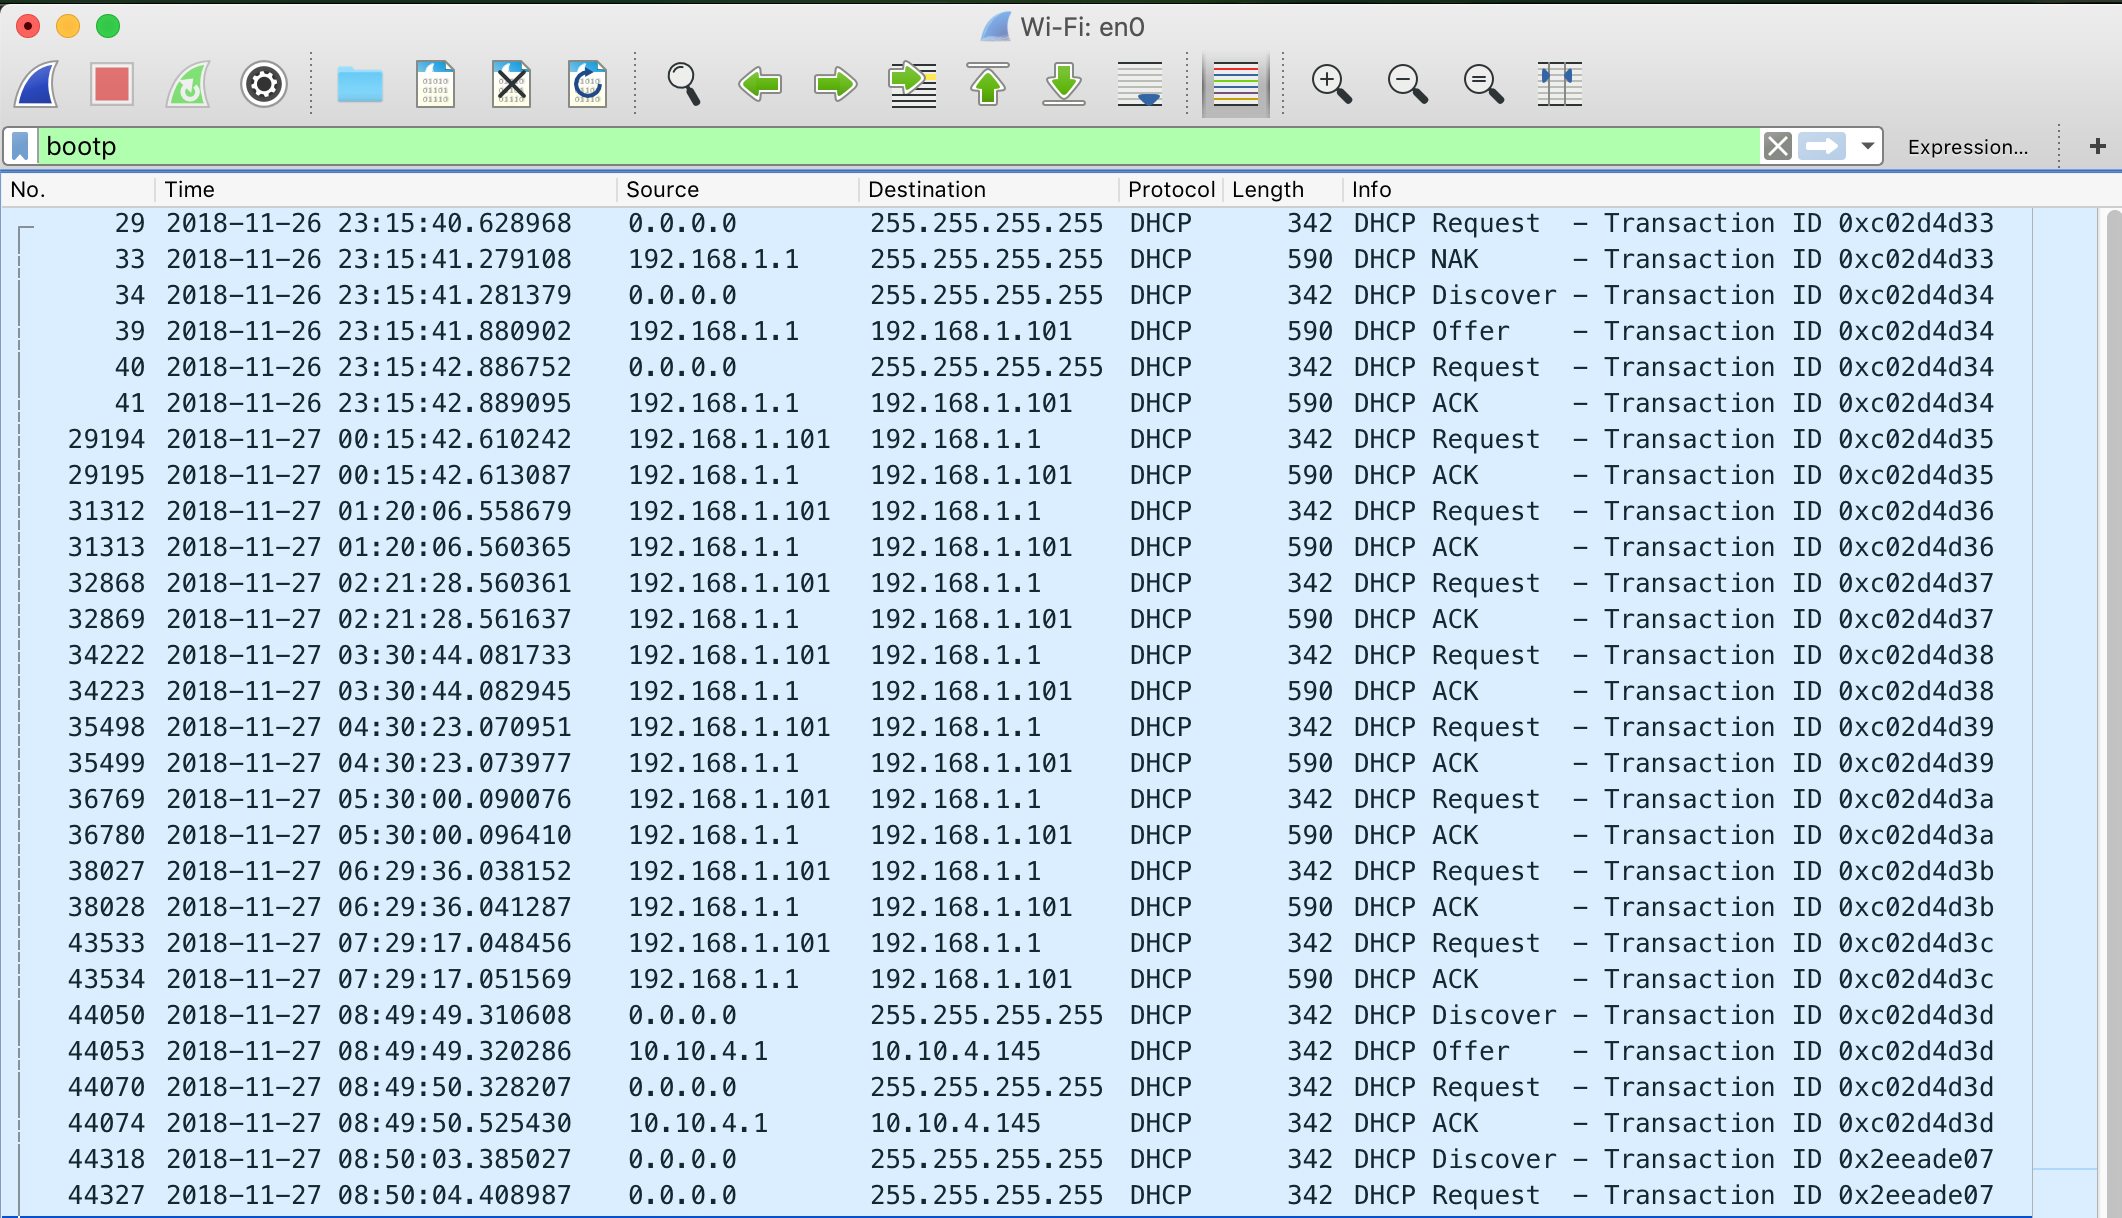 Wi-Fi: en0
bootp Expression... +
No. Time Source Destination Protocol Length Info
29 2018-11-26 23:15:40.628968 0.0.0.0 255.255.255.255 DHCP 342 DHCP Request – Transaction ID 0xc02d4d33
33 2018-11-26 23:15:41.279108 192.168.1.1 255.255.255.255 DHCP 590 DHCP NAK – Transaction ID 0xc02d4d33
34 2018-11-26 23:15:41.281379 0.0.0.0 255.255.255.255 DHCP 342 DHCP Discover – Transaction ID 0xc02d4d34
39 2018-11-26 23:15:41.880902 192.168.1.1 192.168.1.101 DHCP 590 DHCP Offer – Transaction ID 0xc02d4d34
40 2018-11-26 23:15:42.886752 0.0.0.0 255.255.255.255 DHCP 342 DHCP Request – Transaction ID 0xc02d4d34
41 2018-11-26 23:15:42.889095 192.168.1.1 192.168.1.101 DHCP 590 DHCP ACK – Transaction ID 0xc02d4d34
29194 2018-11-27 00:15:42.610242 192.168.1.101 192.168.1.1 DHCP 342 DHCP Request – Transaction ID 0xc02d4d35
29195 2018-11-27 00:15:42.613087 192.168.1.1 192.168.1.101 DHCP 590 DHCP ACK – Transaction ID 0xc02d4d35
31312 2018-11-27 01:20:06.558679 192.168.1.101 192.168.1.1 DHCP 342 DHCP Request – Transaction ID 0xc02d4d36
31313 2018-11-27 01:20:06.560365 192.168.1.1 192.168.1.101 DHCP 590 DHCP ACK – Transaction ID 0xc02d4d36
32868 2018-11-27 02:21:28.560361 192.168.1.101 192.168.1.1 DHCP 342 DHCP Request – Transaction ID 0xc02d4d37
32869 2018-11-27 02:21:28.561637 192.168.1.1 192.168.1.101 DHCP 590 DHCP ACK – Transaction ID 0xc02d4d37
34222 2018-11-27 03:30:44.081733 192.168.1.101 192.168.1.1 DHCP 342 DHCP Request – Transaction ID 0xc02d4d38
34223 2018-11-27 03:30:44.082945 192.168.1.1 192.168.1.101 DHCP 590 DHCP ACK – Transaction ID 0xc02d4d38
35498 2018-11-27 04:30:23.070951 192.168.1.101 192.168.1.1 DHCP 342 DHCP Request – Transaction ID 0xc02d4d39
35499 2018-11-27 04:30:23.073977 192.168.1.1 192.168.1.101 DHCP 590 DHCP ACK – Transaction ID 0xc02d4d39
36769 2018-11-27 05:30:00.090076 192.168.1.101 192.168.1.1 DHCP 342 DHCP Request – Transaction ID 0xc02d4d3a
36780 2018-11-27 05:30:00.096410 192.168.1.1 192.168.1.101 DHCP 590 DHCP ACK – Transaction ID 0xc02d4d3a
38027 2018-11-27 06:29:36.038152 192.168.1.101 192.168.1.1 DHCP 342 DHCP Request – Transaction ID 0xc02d4d3b
38028 2018-11-27 06:29:36.041287 192.168.1.1 192.168.1.101 DHCP 590 DHCP ACK – Transaction ID 0xc02d4d3b
43533 2018-11-27 07:29:17.048456 192.168.1.101 192.168.1.1 DHCP 342 DHCP Request – Transaction ID 0xc02d4d3c
43534 2018-11-27 07:29:17.051569 192.168.1.1 192.168.1.101 DHCP 590 DHCP ACK – Transaction ID 0xc02d4d3c
44050 2018-11-27 08:49:49.310608 0.0.0.0 255.255.255.255 DHCP 342 DHCP Discover – Transaction ID 0xc02d4d3d
44053 2018-11-27 08:49:49.320286 10.10.4.1 10.10.4.145 DHCP 342 DHCP Offer – Transaction ID 0xc02d4d3d
44070 2018-11-27 08:49:50.328207 0.0.0.0 255.255.255.255 DHCP 342 DHCP Request – Transaction ID 0xc02d4d3d
44074 2018-11-27 08:49:50.525430 10.10.4.1 10.10.4.145 DHCP 342 DHCP ACK – Transaction ID 0xc02d4d3d
44318 2018-11-27 08:50:03.385027 0.0.0.0 255.255.255.255 DHCP 342 DHCP Discover – Transaction ID 0x2eeade07
44327 2018-11-27 08:50:04.408987 0.0.0.0 255.255.255.255 DHCP 342 DHCP Request – Transaction ID 0x2eeade07